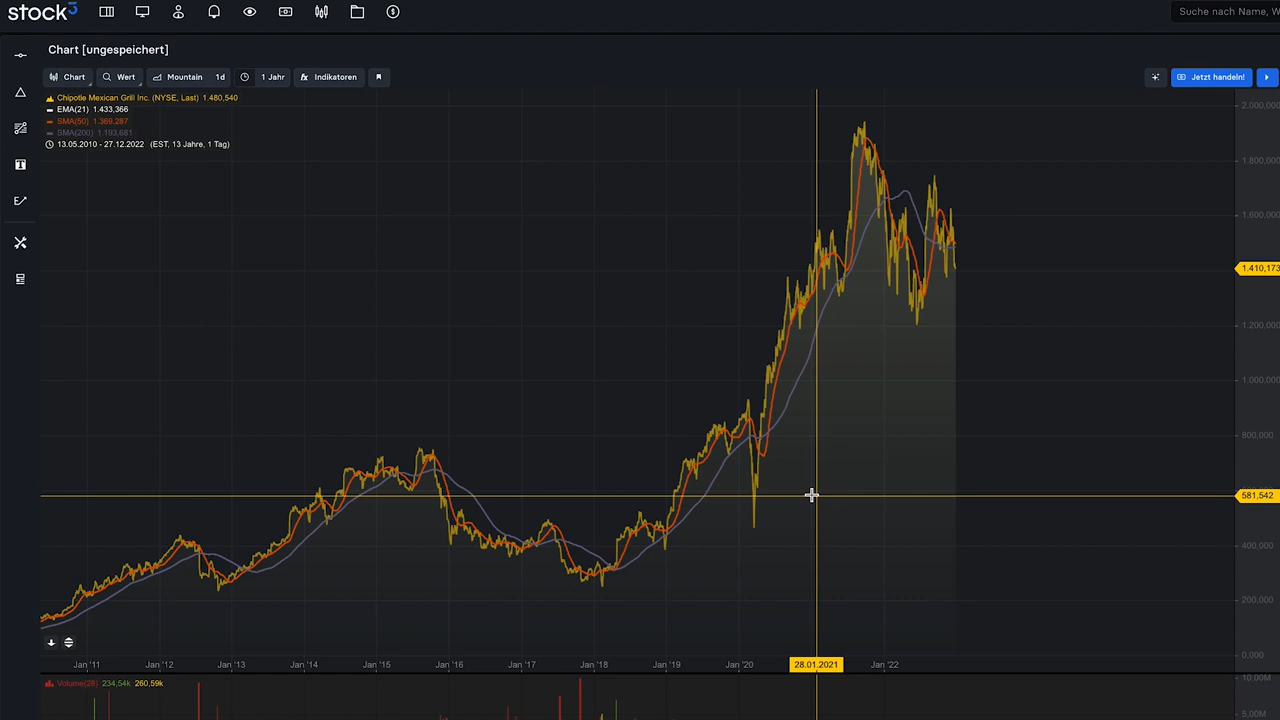 stock3
Suche nach Name, W
Chart [ungespeichert]
Chart Wert Mountain 1d 1 Jahr fx Indikatoren
Jetzt handeln!
Chipotle Mexican Grill Inc. (NYSE, Last) 1.480,540
EMA(21) 1.433,366
SMA(50) 1.369,287
SMA(200) 1.193,681
13.05.2010 - 27.12.2022 (EST, 13 Jahre, 1 Tag)
2.000,000
1.800,000
1.600,000
1.410,173
1.200,000
1.000,000
800,000
581,542
400,000
200,000
0,000
Jan '11 Jan '12 Jan '13 Jan '14 Jan '15 Jan '16 Jan '17 Jan '18 Jan '19 Jan '20 28.01.2021 Jan '22
Volume(28) 234,54k 260,59k
10,00M
5,00M